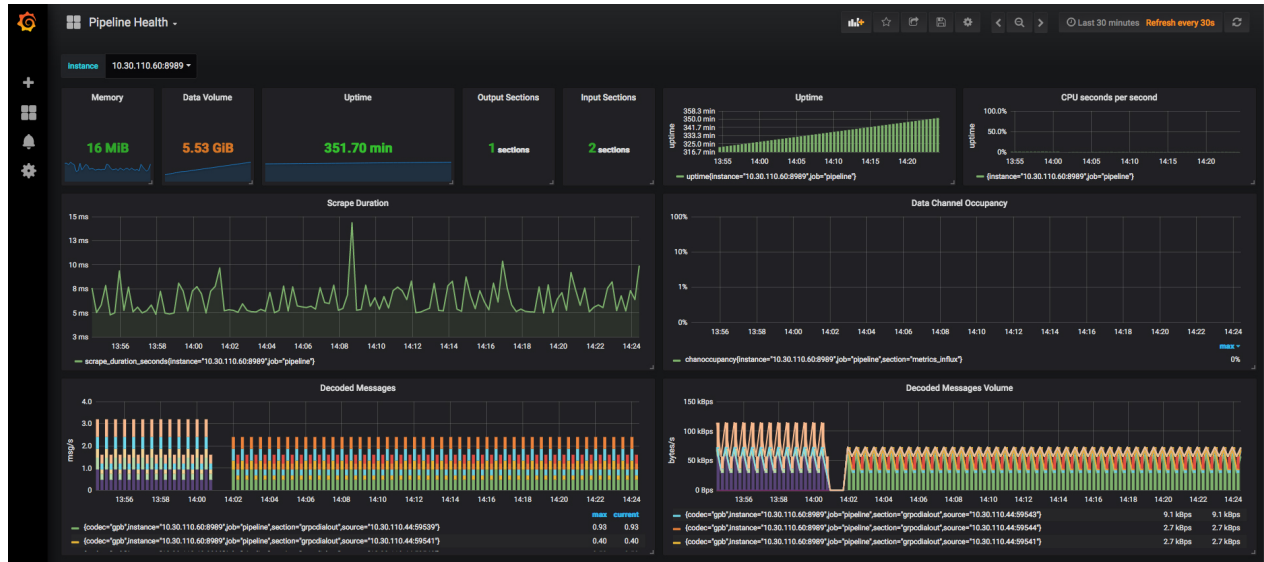 Pipeline Health
Last 30 minutes Refresh every 30s
instance 10.30.110.60:8989
Memory
16 MiB
Data Volume
5.53 GiB
Uptime
351.70 min
Output Sections
1 sections
Input Sections
2 sections
Uptime
uptime
358.3 min
350.0 min
341.7 min
333.3 min
325.0 min
316.7 min
13:55 14:00 14:05 14:10 14:15 14:20
uptime{instance="10.30.110.60:8989",job="pipeline"}
CPU seconds per second
uptime
100.0%
50.0%
0%
13:55 14:00 14:05 14:10 14:15 14:20
{instance="10.30.110.60:8989",job="pipeline"}
Scrape Duration
15 ms
13 ms
10 ms
8 ms
5 ms
3 ms
13:56 13:58 14:00 14:02 14:04 14:06 14:08 14:10 14:12 14:14 14:16 14:18 14:20 14:22 14:24
scrape_duration_seconds{instance="10.30.110.60:8989",job="pipeline"}
Data Channel Occupancy
100%
10%
1%
0%
13:56 13:58 14:00 14:02 14:04 14:06 14:08 14:10 14:12 14:14 14:16 14:18 14:20 14:22 14:24
max
chanoccupancy{instance="10.30.110.60:8989",job="pipeline",section="metrics_influx"} 0%
Decoded Messages
msg/s
4.0
3.0
2.0
1.0
0
13:56 13:58 14:00 14:02 14:04 14:06 14:08 14:10 14:12 14:14 14:16 14:18 14:20 14:22 14:24
max current
{codec="gpb",instance="10.30.110.60:8989",job="pipeline",section="grpcdialout",source="10.30.110.44:59539"} 0.93 0.93
{codec="gpb",instance="10.30.110.60:8989",job="pipeline",section="grpcdialout",source="10.30.110.44:59541"} 0.40 0.40
Decoded Messages Volume
bytes/s
150 kBps
100 kBps
50 kBps
0 Bps
13:56 13:58 14:00 14:02 14:04 14:06 14:08 14:10 14:12 14:14 14:16 14:18 14:20 14:22 14:24
{codec="gpb",instance="10.30.110.60:8989",job="pipeline",section="grpcdialout",source="10.30.110.44:59543"} 9.1 kBps 9.1 kBps
{codec="gpb",instance="10.30.110.60:8989",job="pipeline",section="grpcdialout",source="10.30.110.44:59544"} 2.7 kBps 2.7 kBps
{codec="gpb",instance="10.30.110.60:8989",job="pipeline",section="grpcdialout",source="10.30.110.44:59541"} 2.7 kBps 2.7 kBps